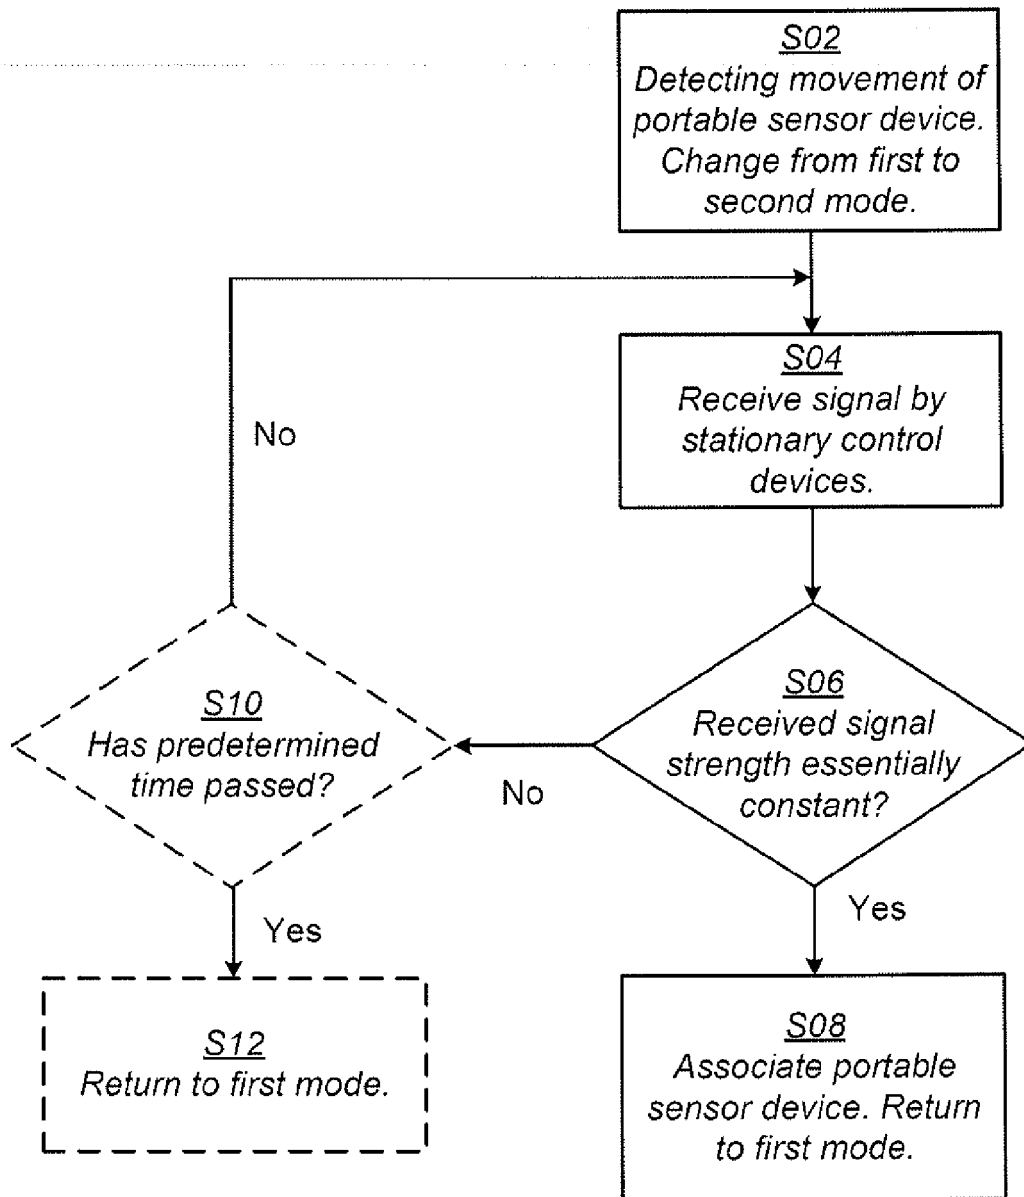 S02
Detecting movement of
portable sensor device.
Change from first to
second mode.
S04
Receive signal by
stationary control
devices.
No
S06
Received signal
strength essentially
constant?
S10
Has predetermined
time passed?
No
Yes
Yes
S12
Return to first mode.
S08
Associate portable
sensor device. Return
to first mode.